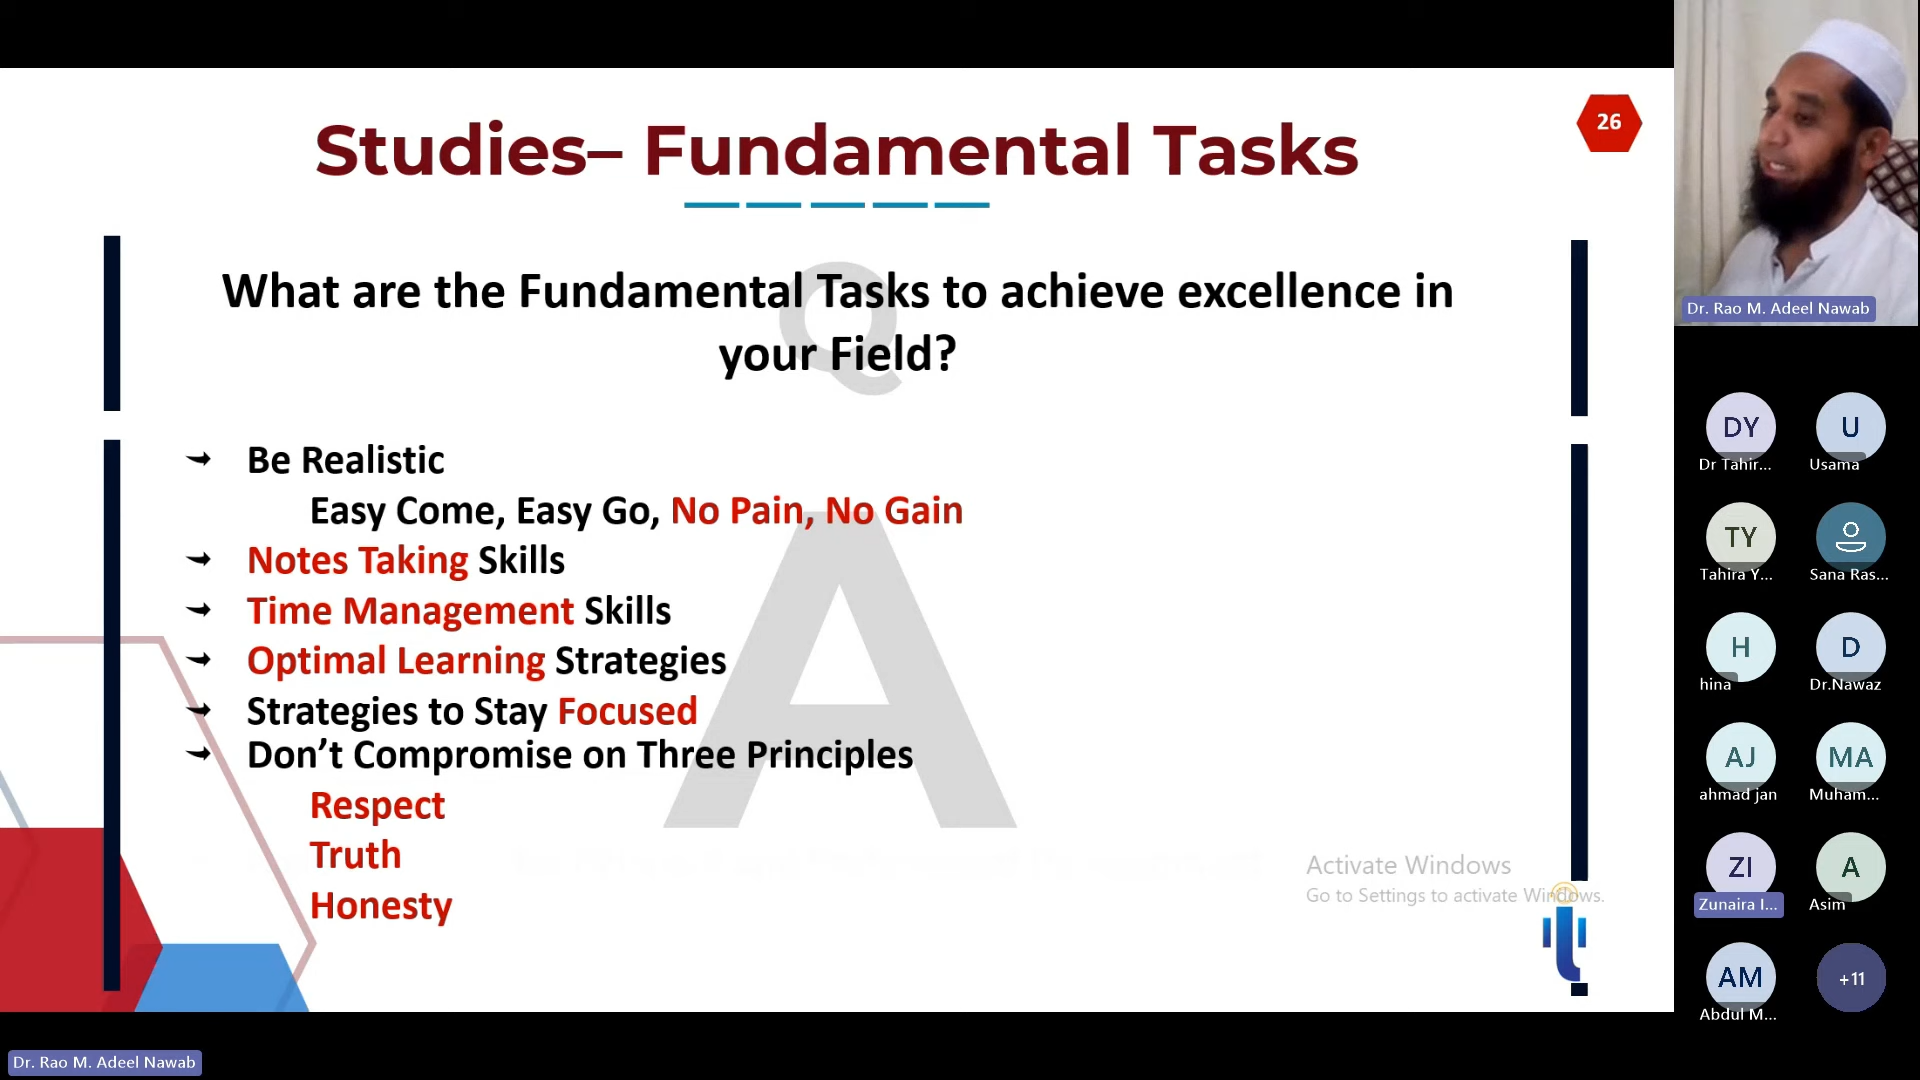 Studies– Fundamental Tasks
26
Q
What are the Fundamental Tasks to achieve excellence in
your Field?
A
Be Realistic
Easy Come, Easy Go, No Pain, No Gain
Notes Taking Skills
Time Management Skills
Optimal Learning Strategies
Strategies to Stay Focused
Don’t Compromise on Three Principles
Respect
Truth
Honesty
Activate Windows
Go to Settings to activate Windows.
Dr. Rao M. Adeel Nawab
DY
Dr Tahir...
U
Usama
TY
Tahira Y...
Sana Ras...
H
hina
D
Dr.Nawaz
AJ
ahmad jan
MA
Muham...
ZI
Zunaira I...
A
Asim
AM
Abdul M...
+11
Dr. Rao M. Adeel Nawab